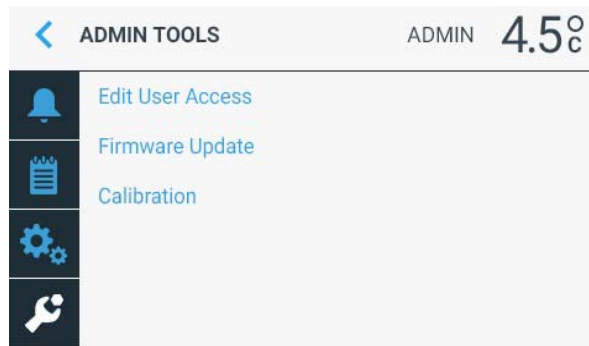 ADMIN TOOLS ADMIN 4.5°C
Edit User Access
Firmware Update
Calibration